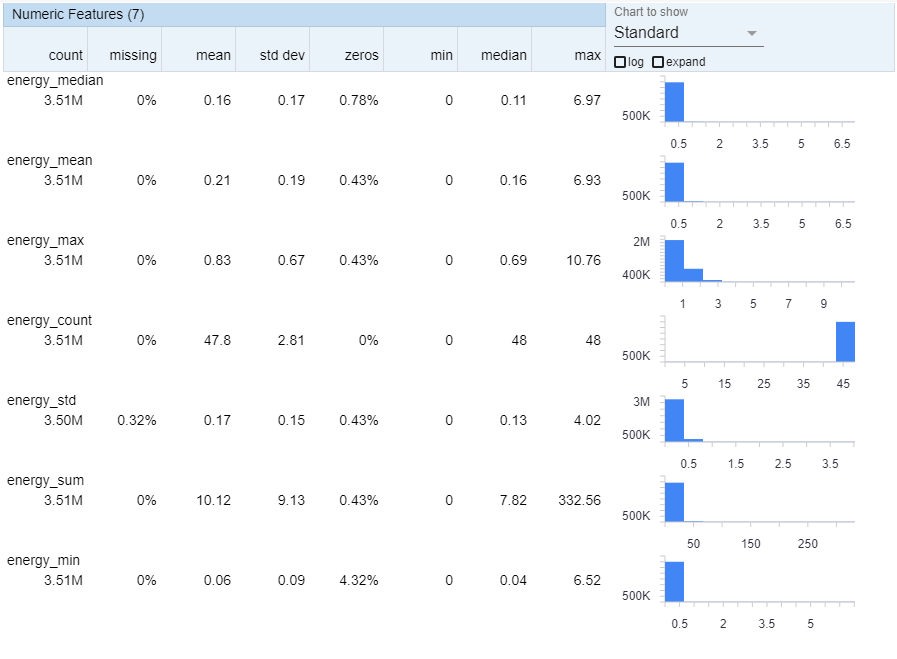 Numeric Features (7)
Chart to show
Standard
log expand
count missing mean std dev zeros min median max
energy_median
3.51M 0% 0.16 0.17 0.78% 0 0.11 6.97
500K
0.5 2 3.5 5 6.5
energy_mean
3.51M 0% 0.21 0.19 0.43% 0 0.16 6.93
500K
0.5 2 3.5 5 6.5
energy_max
3.51M 0% 0.83 0.67 0.43% 0 0.69 10.76
2M
400K
1 3 5 7 9
energy_count
3.51M 0% 47.8 2.81 0% 0 48 48
500K
5 15 25 35 45
energy_std
3.50M 0.32% 0.17 0.15 0.43% 0 0.13 4.02
3M
500K
0.5 1.5 2.5 3.5
energy_sum
3.51M 0% 10.12 9.13 0.43% 0 7.82 332.56
500K
50 150 250
energy_min
3.51M 0% 0.06 0.09 4.32% 0 0.04 6.52
500K
0.5 2 3.5 5